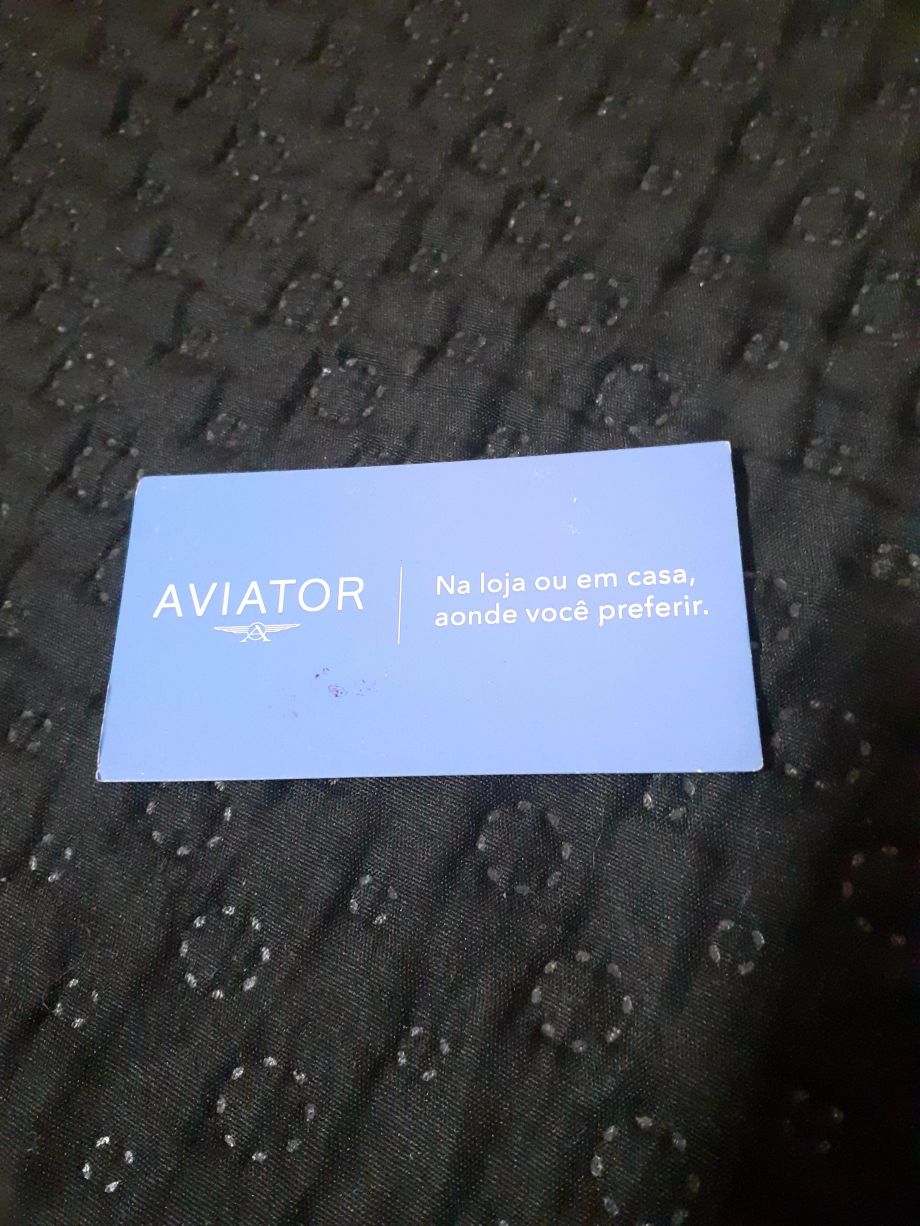 AVIATOR
Na loja ou em casa,
aonde você preferir.